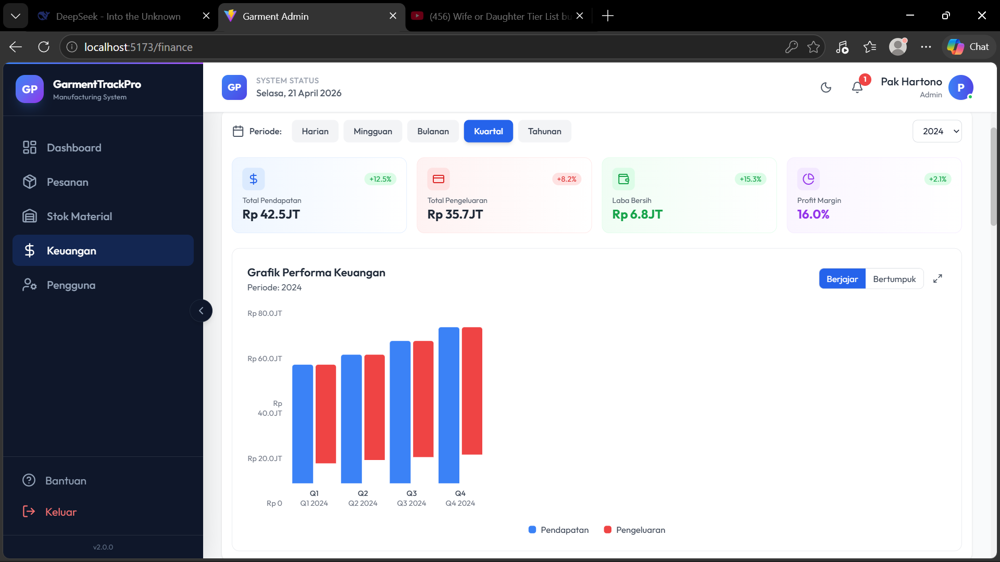 DeepSeek - Into the Unknown
Garment Admin
(456) Wife or Daughter Tier List bu
localhost:5173/finance
Chat
GP
GarmentTrackPro
Manufacturing System
GP
SYSTEM STATUS
Selasa, 21 April 2026
1
Pak Hartono
Admin
P
Dashboard
Pesanan
Stok Material
Keuangan
Pengguna
Bantuan
Keluar
v2.0.0
Periode:
Harian
Mingguan
Bulanan
Kuartal
Tahunan
2024
+12.5%
Total Pendapatan
Rp 42.5JT
+8.2%
Total Pengeluaran
Rp 35.7JT
+15.3%
Laba Bersih
Rp 6.8JT
+2.1%
Profit Margin
16.0%
Grafik Performa Keuangan
Periode: 2024
Berjajar
Bertumpuk
Rp 80.0JT
Rp 60.0JT
Rp
40.0JT
Rp 20.0JT
Rp 0
Q1
Q1 2024
Q2
Q2 2024
Q3
Q3 2024
Q4
Q4 2024
Pendapatan
Pengeluaran